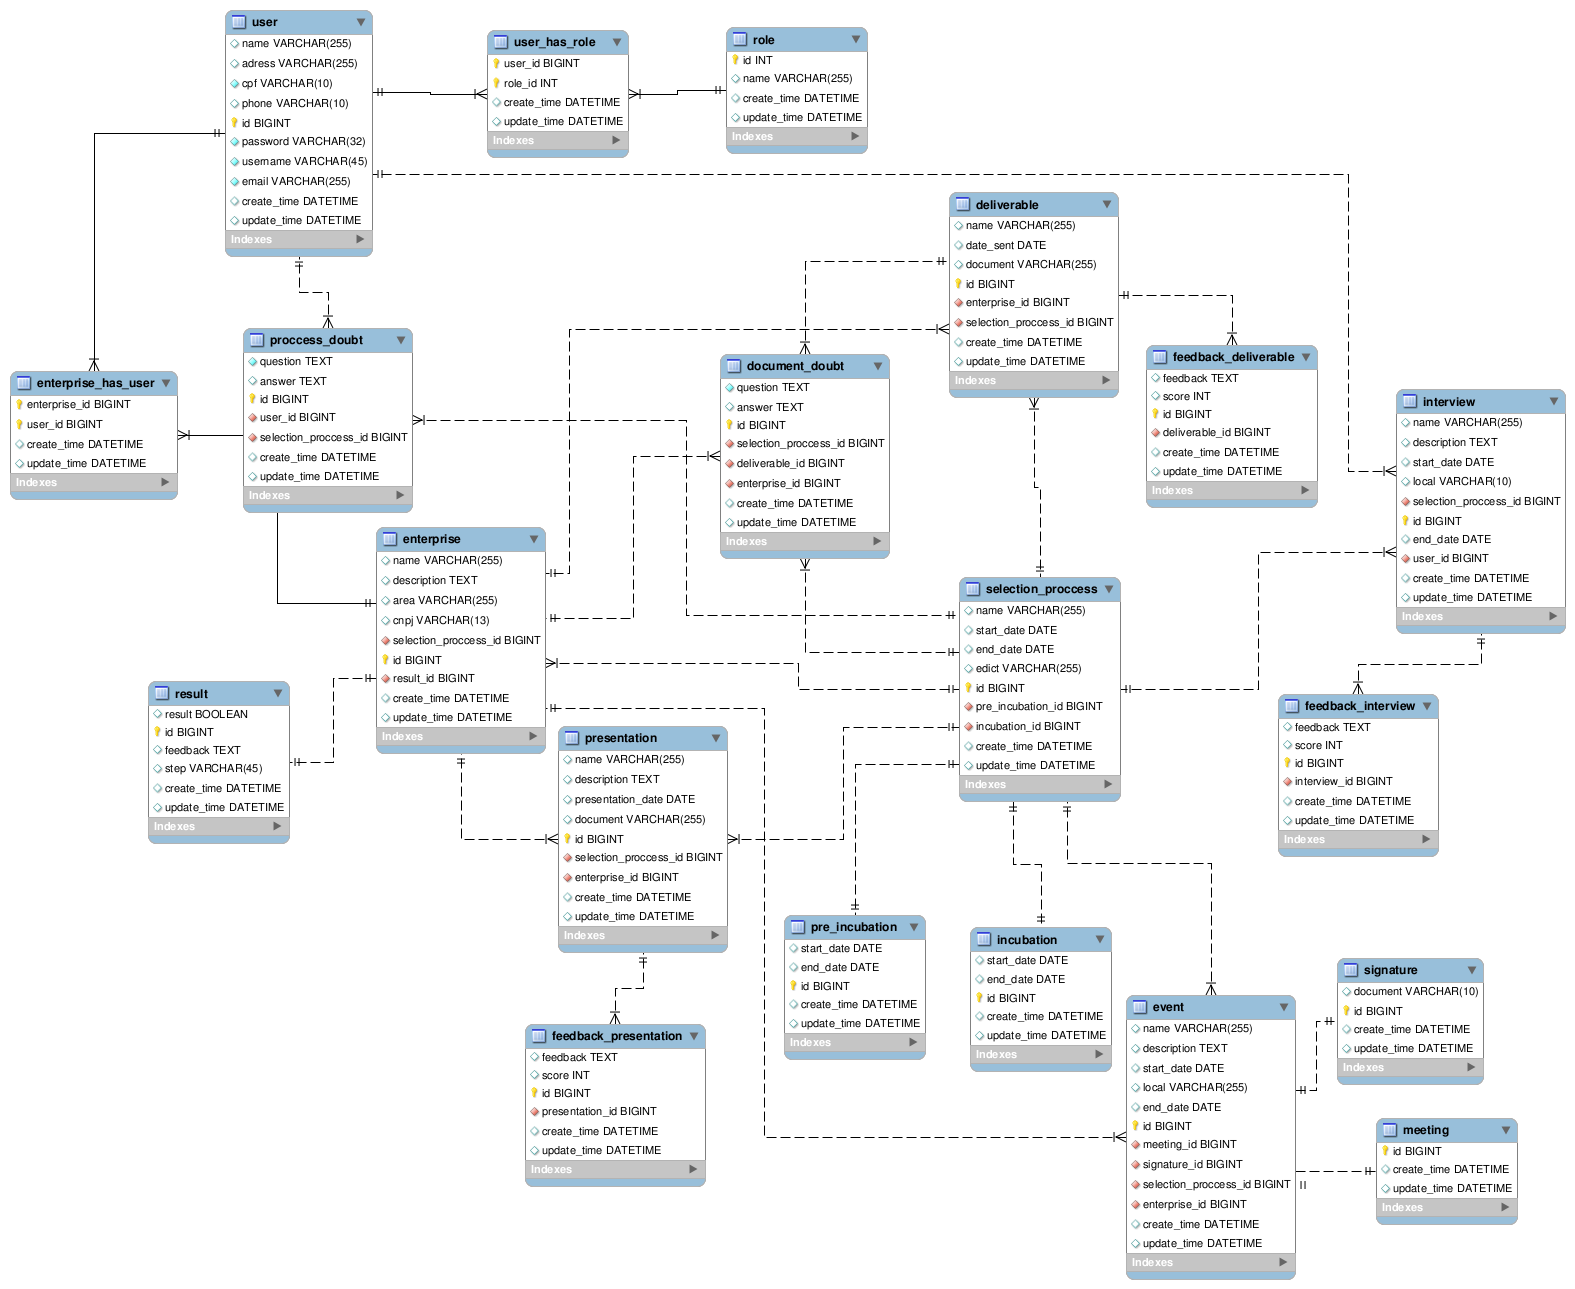 user
name VARCHAR(255)
adress VARCHAR(255)
cpf VARCHAR(10)
phone VARCHAR(10)
id BIGINT
password VARCHAR(32)
username VARCHAR(45)
email VARCHAR(255)
create_time DATETIME
update_time DATETIME
Indexes
user_has_role
user_id BIGINT
role_id INT
create_time DATETIME
update_time DATETIME
Indexes
role
id INT
name VARCHAR(255)
create_time DATETIME
update_time DATETIME
Indexes
deliverable
name VARCHAR(255)
date_sent DATE
document VARCHAR(255)
id BIGINT
enterprise_id BIGINT
selection_proccess_id BIGINT
create_time DATETIME
update_time DATETIME
Indexes
proccess_doubt
question TEXT
answer TEXT
id BIGINT
user_id BIGINT
selection_proccess_id BIGINT
create_time DATETIME
update_time DATETIME
Indexes
enterprise_has_user
enterprise_id BIGINT
user_id BIGINT
create_time DATETIME
update_time DATETIME
Indexes
document_doubt
question TEXT
answer TEXT
id BIGINT
selection_proccess_id BIGINT
deliverable_id BIGINT
enterprise_id BIGINT
create_time DATETIME
update_time DATETIME
Indexes
feedback_deliverable
feedback TEXT
score INT
id BIGINT
deliverable_id BIGINT
create_time DATETIME
update_time DATETIME
Indexes
interview
name VARCHAR(255)
description TEXT
start_date DATE
local VARCHAR(10)
selection_proccess_id BIGINT
id BIGINT
end_date DATE
user_id BIGINT
create_time DATETIME
update_time DATETIME
Indexes
enterprise
name VARCHAR(255)
description TEXT
area VARCHAR(255)
cnpj VARCHAR(13)
selection_proccess_id BIGINT
id BIGINT
result_id BIGINT
create_time DATETIME
update_time DATETIME
Indexes
selection_proccess
name VARCHAR(255)
start_date DATE
end_date DATE
edict VARCHAR(255)
id BIGINT
pre_incubation_id BIGINT
incubation_id BIGINT
create_time DATETIME
update_time DATETIME
Indexes
result
result BOOLEAN
id BIGINT
feedback TEXT
step VARCHAR(45)
create_time DATETIME
update_time DATETIME
Indexes
presentation
name VARCHAR(255)
description TEXT
presentation_date DATE
document VARCHAR(255)
id BIGINT
selection_proccess_id BIGINT
enterprise_id BIGINT
create_time DATETIME
update_time DATETIME
Indexes
feedback_interview
feedback TEXT
score INT
id BIGINT
interview_id BIGINT
create_time DATETIME
update_time DATETIME
Indexes
pre_incubation
start_date DATE
end_date DATE
id BIGINT
create_time DATETIME
update_time DATETIME
Indexes
incubation
start_date DATE
end_date DATE
id BIGINT
create_time DATETIME
update_time DATETIME
Indexes
signature
document VARCHAR(10)
id BIGINT
create_time DATETIME
update_time DATETIME
Indexes
event
name VARCHAR(255)
description TEXT
start_date DATE
local VARCHAR(255)
end_date DATE
id BIGINT
meeting_id BIGINT
signature_id BIGINT
selection_proccess_id BIGINT
enterprise_id BIGINT
create_time DATETIME
update_time DATETIME
Indexes
feedback_presentation
feedback TEXT
score INT
id BIGINT
presentation_id BIGINT
create_time DATETIME
update_time DATETIME
Indexes
meeting
id BIGINT
create_time DATETIME
update_time DATETIME
Indexes